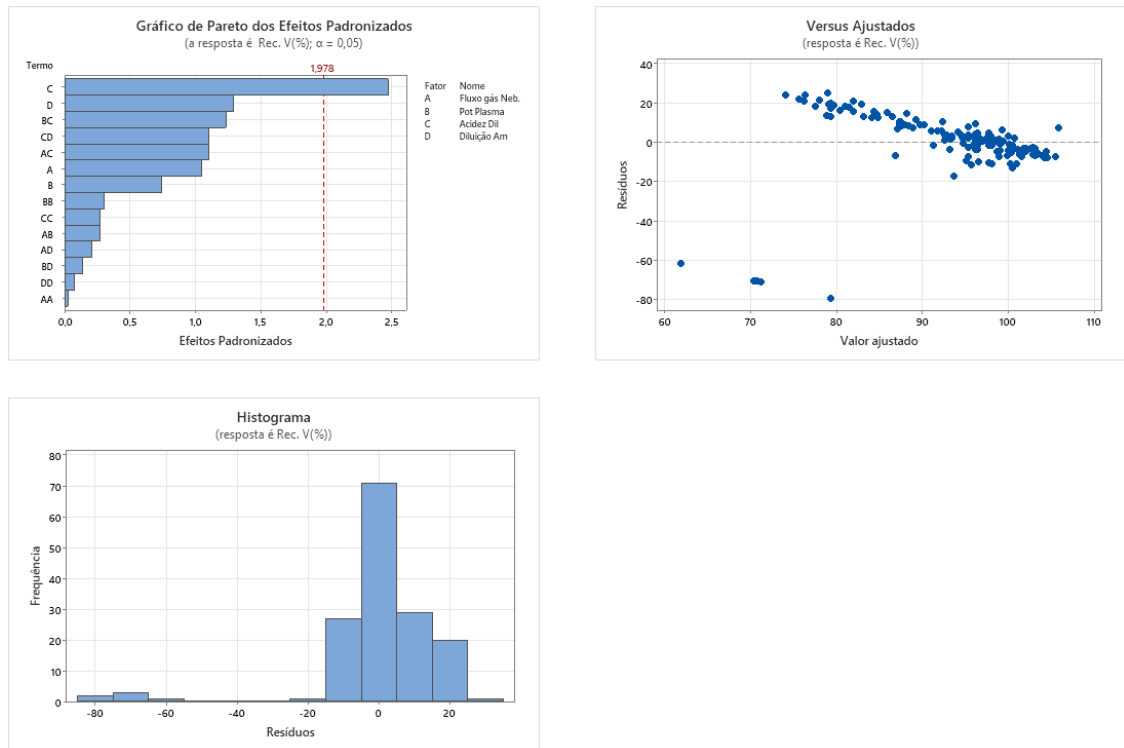 Gráfico de Pareto dos Efeitos Padronizados
(a resposta é Rec. V(%); α = 0,05)
Termo
1,978
C
D
BC
CD
AC
A
B
BB
CC
AB
AD
BD
DD
AA
0,0 0,5 1,0 1,5 2,0 2,5
Efeitos Padronizados
Fator Nome
A Fluxo gás Neb.
B Pot Plasma
C Acidez Dil
D Diluição Am
Versus Ajustados
(resposta é Rec. V(%))
40
20
0
-20
-40
-60
-80
Resíduos
60 70 80 90 100 110
Valor ajustado
Histograma
(resposta é Rec. V(%))
80
70
60
50
40
30
20
10
0
Frequência
-80 -60 -40 -20 0 20
Resíduos